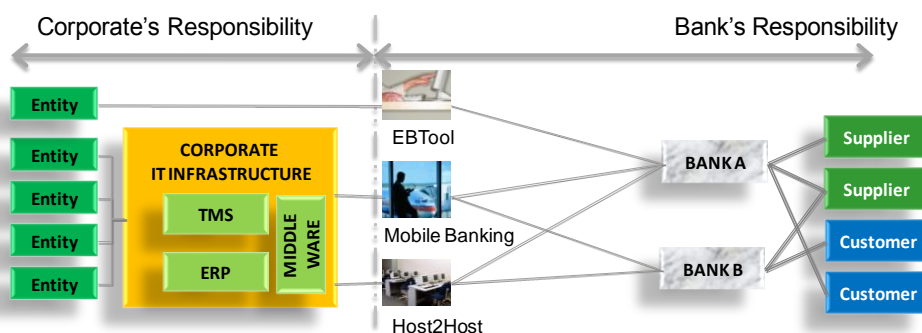 Corporate's Responsibility
Bank's Responsibility
Entity
Entity
Entity
Entity
Entity
CORPORATE
IT INFRASTRUCTURE
TMS
ERP
MIDDLE
WARE
EBTool
Mobile Banking
Host2Host
BANK A
BANK B
Supplier
Supplier
Customer
Customer